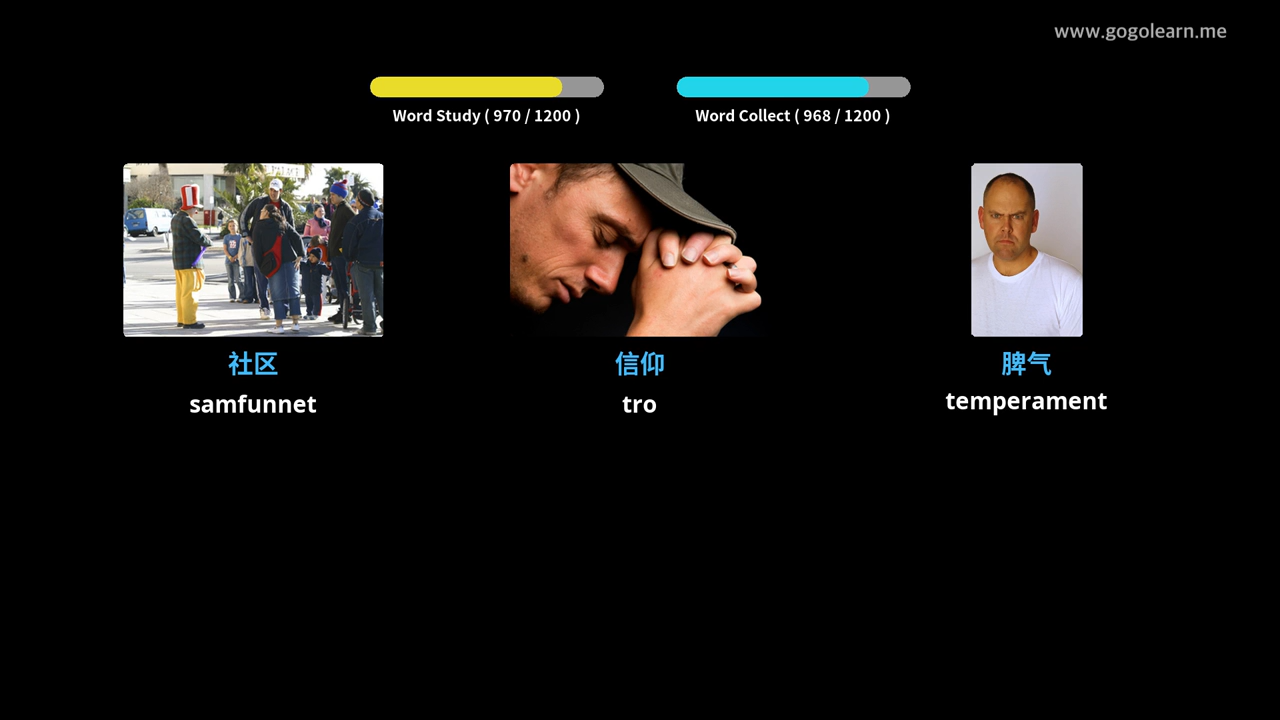 www.gogolearn.me
Word Study ( 970 / 1200 )
Word Collect ( 968 / 1200 )
社区
信仰
脾气
samfunnet
tro
temperament